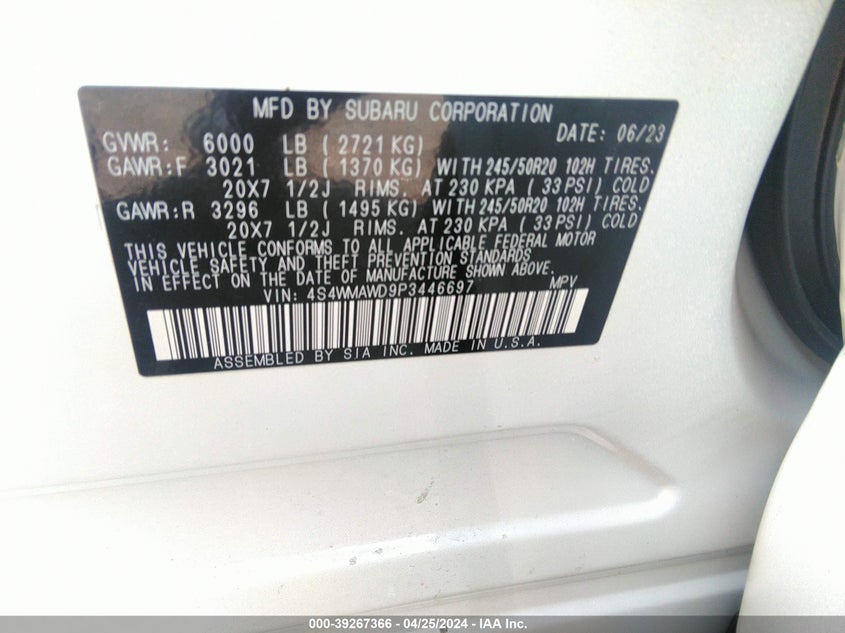 MFD BY SUBARU CORPORATION
DATE: 06/23
GVWR: 6000 LB ( 2721 KG)
GAWR:F 3021 LB ( 1370 KG) WITH 245/50R20 102H TIRES.
20X7 1/2J RIMS. AT 230 KPA ( 33 PSI) COLD
GAWR:R 3296 LB ( 1495 KG) WITH 245/50R20 102H TIRES.
20X7 1/2J RIMS. AT 230 KPA ( 33 PSI) COLD
THIS VEHICLE CONFORMS TO ALL APPLICABLE FEDERAL MOTOR
VEHICLE SAFETY AND THEFT PREVENTION STANDARDS
IN EFFECT ON THE DATE OF MANUFACTURE SHOWN ABOVE.
VIN: 4S4WMAWD9P3446697 MPV
ASSEMBLED BY SIA INC. MADE IN U.S.A.
000-39267366 - 04/25/2024 - IAA Inc.